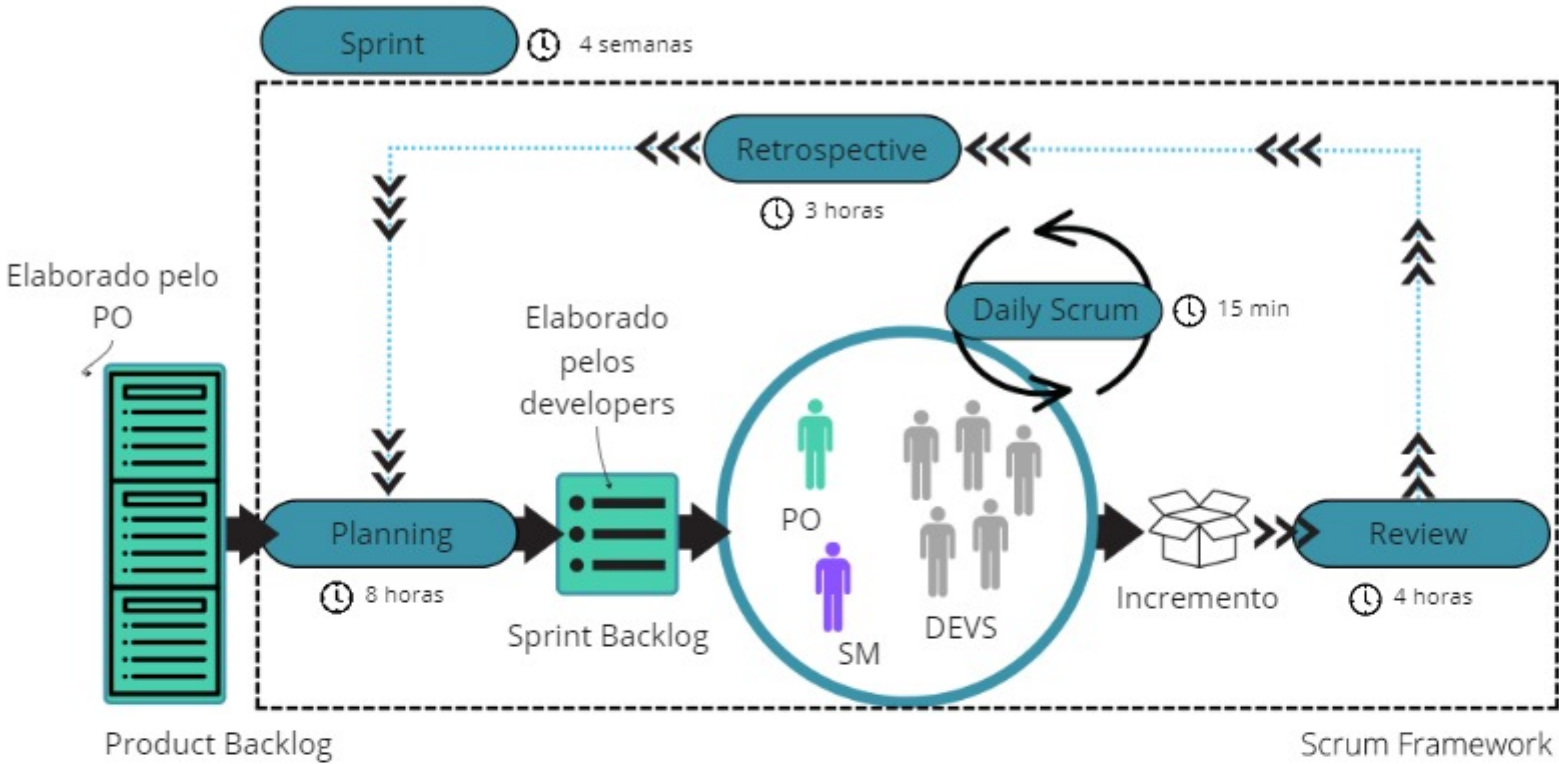 Sprint
4 semanas
Retrospective
3 horas
Elaborado pelo
PO
Daily Scrum
15 min
Elaborado
pelos
developers
Planning
8 horas
Sprint Backlog
PO
SM
DEVS
Incremento
Review
4 horas
Product Backlog
Scrum Framework